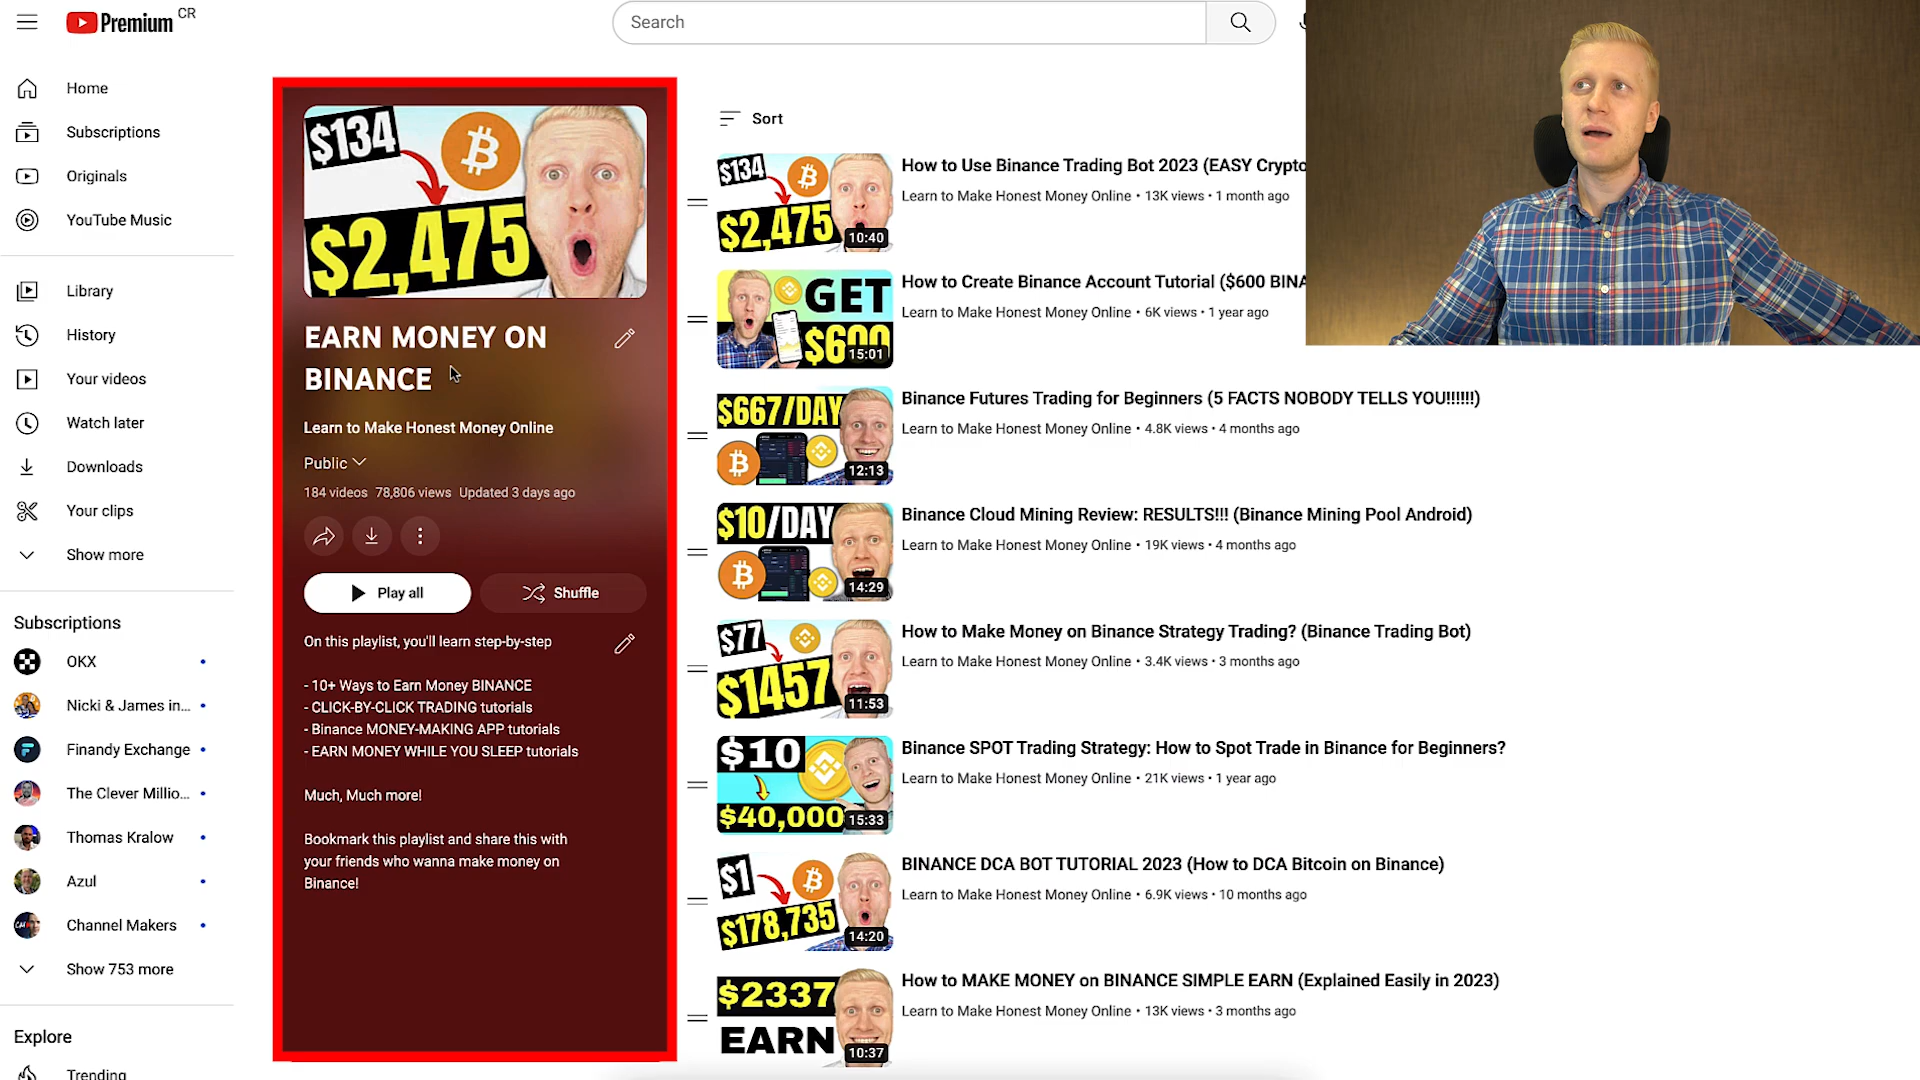 Premium CR
Search
Home
Subscriptions
Originals
YouTube Music
Library
History
Your videos
Watch later
Downloads
Your clips
Show more
Subscriptions
OKX
Nicki & James in...
Finandy Exchange
The Clever Millio...
Thomas Kralow
Azul
Channel Makers
Show 753 more
Explore
Trending
$134
$2,475
EARN MONEY ON
BINANCE
Learn to Make Honest Money Online
Public
184 videos 78,806 views Updated 3 days ago
Play all
Shuffle
On this playlist, you'll learn step-by-step
- 10+ Ways to Earn Money BINANCE
- CLICK-BY-CLICK TRADING tutorials
- Binance MONEY-MAKING APP tutorials
- EARN MONEY WHILE YOU SLEEP tutorials
Much, Much more!
Bookmark this playlist and share this with
your friends who wanna make money on
Binance!
Sort
$134
$2,475
10:40
How to Use Binance Trading Bot 2023 (EASY Crypto
Learn to Make Honest Money Online • 13K views • 1 month ago
GET
$600
15:01
How to Create Binance Account Tutorial ($600 BINA
Learn to Make Honest Money Online • 6K views • 1 year ago
$667/DAY
12:13
Binance Futures Trading for Beginners (5 FACTS NOBODY TELLS YOU!!!!!!)
Learn to Make Honest Money Online • 4.8K views • 4 months ago
$10/DAY
14:29
Binance Cloud Mining Review: RESULTS!!! (Binance Mining Pool Android)
Learn to Make Honest Money Online • 19K views • 4 months ago
$77
$1457
11:53
How to Make Money on Binance Strategy Trading? (Binance Trading Bot)
Learn to Make Honest Money Online • 3.4K views • 3 months ago
$10
$40,000
15:33
Binance SPOT Trading Strategy: How to Spot Trade in Binance for Beginners?
Learn to Make Honest Money Online • 21K views • 1 year ago
$1
$178,735
14:20
BINANCE DCA BOT TUTORIAL 2023 (How to DCA Bitcoin on Binance)
Learn to Make Honest Money Online • 6.9K views • 10 months ago
$2337
EARN
10:37
How to MAKE MONEY on BINANCE SIMPLE EARN (Explained Easily in 2023)
Learn to Make Honest Money Online • 13K views • 3 months ago